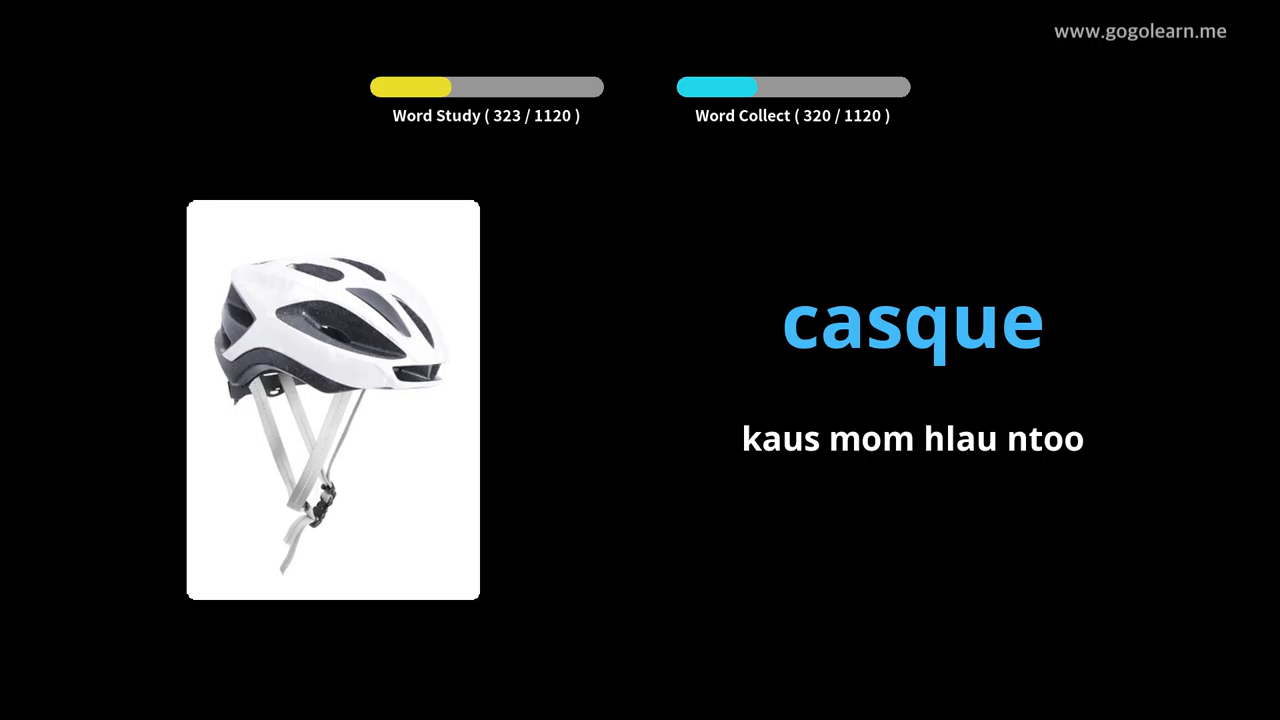 www.gogolearn.me
Word Study ( 323 / 1120 )
Word Collect ( 320 / 1120 )
casque
kaus mom hlau ntoo